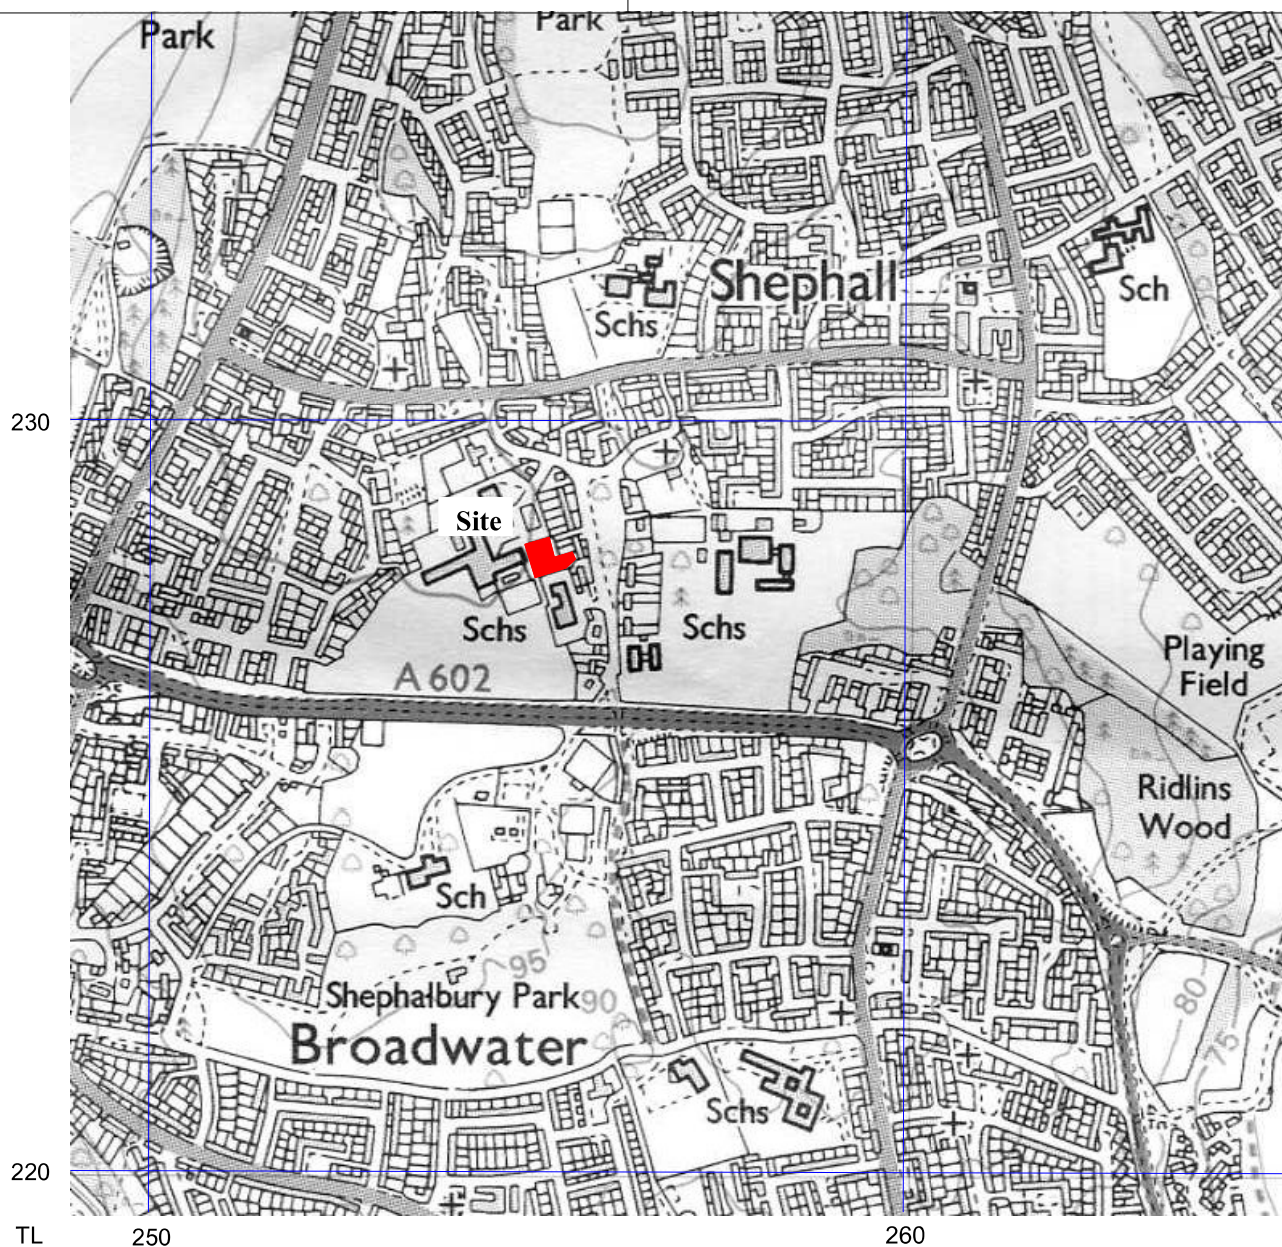 Park
Park
Shephall
Sch
Schs
230
Site
Schs
Schs
A 602
Playing
Field
Ridlins
Wood
Sch
95
Shephalbury Park
90
80
Broadwater
75
Schs
220
TL
250
260